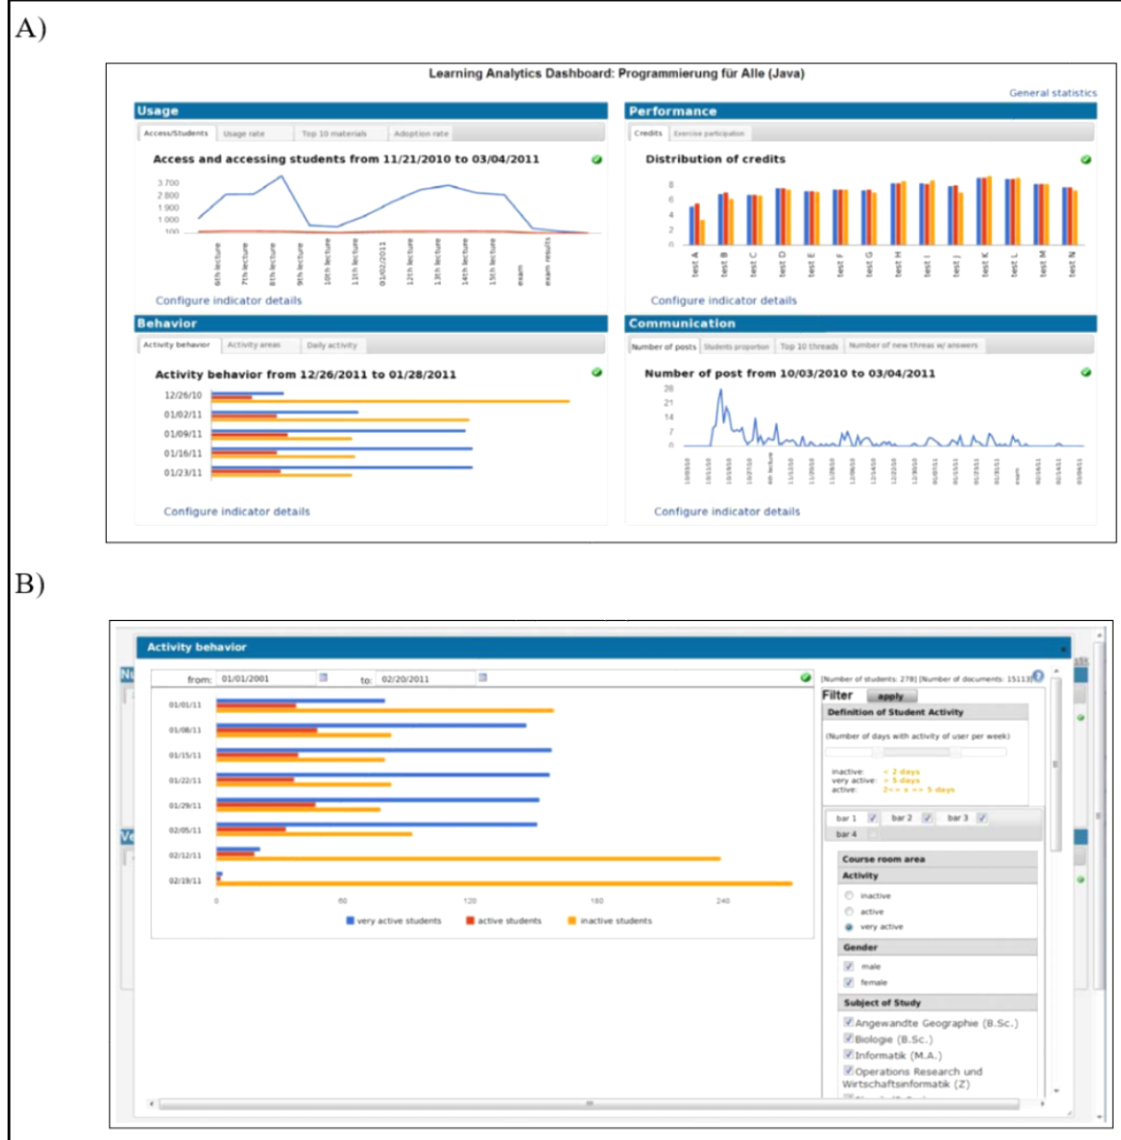 A)
Learning Analytics Dashboard: Programmierung für Alle (Java)
General statistics
Usage
Access/Students Usage rate Top 10 materials Adoption rate
Access and accessing students from 11/21/2010 to 03/04/2011
3 700
2 800
1 900
1 000
100
6th lecture 7th lecture 8th lecture 9th lecture 10th lecture 11th lecture 01/02/2011 12th lecture 13th lecture 14th lecture 15th lecture exam exam results
Configure indicator details
Performance
Credits Exercise participation
Distribution of credits
8
6
4
2
0
test A test B test C test D test E test F test G test H test I test J test K test L test M test N
Configure indicator details
Behavior
Activity behavior Activity areas Daily activity
Activity behavior from 12/26/2011 to 01/28/2011
12/26/10
01/02/11
01/09/11
01/16/11
01/23/11
Configure indicator details
Communication
Number of posts Students proportion Top 10 threads Number of new threas w/ answers
Number of post from 10/03/2010 to 03/04/2011
28
21
14
7
0
exam
Configure indicator details
B)
Activity behavior
from: 01/01/2001 to: 02/20/2011
01/01/11
01/08/11
01/15/11
01/22/11
01/29/11
02/05/11
02/12/11
02/19/11
0 60 120 180 240
very active students active students inactive students
[Number of students: 278] [Number of documents: 15113]
Filter apply
Definition of Student Activity
(Number of days with activity of user per week)
inactive: < 2 days
very active: > 5 days
active: 2<= x <= 5 days
bar 1 bar 2 bar 3
bar 4
Course room area
Activity
inactive
active
very active
Gender
male
female
Subject of Study
Angewandte Geographie (B.Sc.)
Biologie (B.Sc.)
Informatik (M.A.)
Operations Research und
Wirtschaftsinformatik (Z)